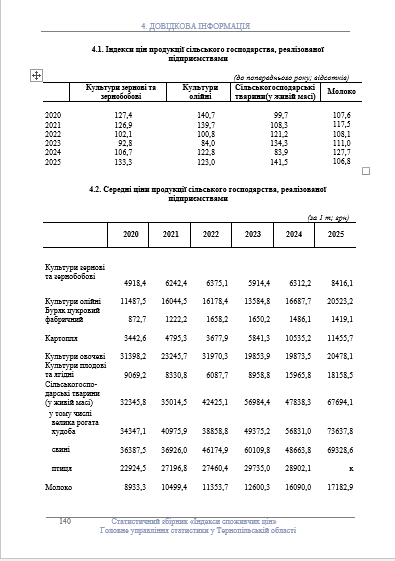 4. ДОВІДКОВА ІНФОРМАЦІЯ
4.1. Індекси цін продукції сільського господарства, реалізованої
підприємствами
(до попереднього року; відсотків)
Культури зернові та зернобобові Культури олійні Сільськогосподарські тварини(у живій масі) Молоко
2020 127,4 140,7 99,7 107,6
2021 126,9 139,7 108,3 117,5
2022 102,1 100,8 121,2 108,1
2023 92,8 84,0 134,3 111,0
2024 106,7 122,8 83,9 127,7
2025 133,3 123,0 141,5 106,8
4.2. Середні ціни продукції сільського господарства, реалізованої
підприємствами
(за 1 т; грн)
2020 2021 2022 2023 2024 2025
Культури зернові
та зернобобові 4918,4 6242,4 6375,1 5914,4 6312,2 8416,1
Культури олійні 11487,5 16044,5 16178,4 13584,8 16687,7 20523,2
Буряк цукровий
фабричний 872,7 1222,2 1658,2 1650,2 1486,1 1419,1
Картопля 3442,6 4795,3 3677,9 5841,3 10535,2 11455,7
Культури овочеві 31398,2 23245,7 31970,3 19853,9 19873,5 20478,1
Культури плодові
та ягідні 9069,2 8330,8 8087,7 8958,8 15965,8 18158,5
Сільськогоспо-
дарські тварини
(у живій масі) 32345,8 35014,5 42425,1 56984,4 47838,3 67694,1
у тому числі
велика рогата
худоба 34347,1 40975,9 38858,8 49375,2 56831,0 73637,8
свині 36387,5 36926,0 46174,9 60109,8 48663,8 69328,6
птиця 22924,5 27196,8 27460,4 29735,0 28902,1 к
Молоко 8933,3 10499,4 11353,7 12600,3 16090,0 17182,9
140 Статистичний збірник «Індекси споживчих цін»
Головне управління статистики у Тернопільській області